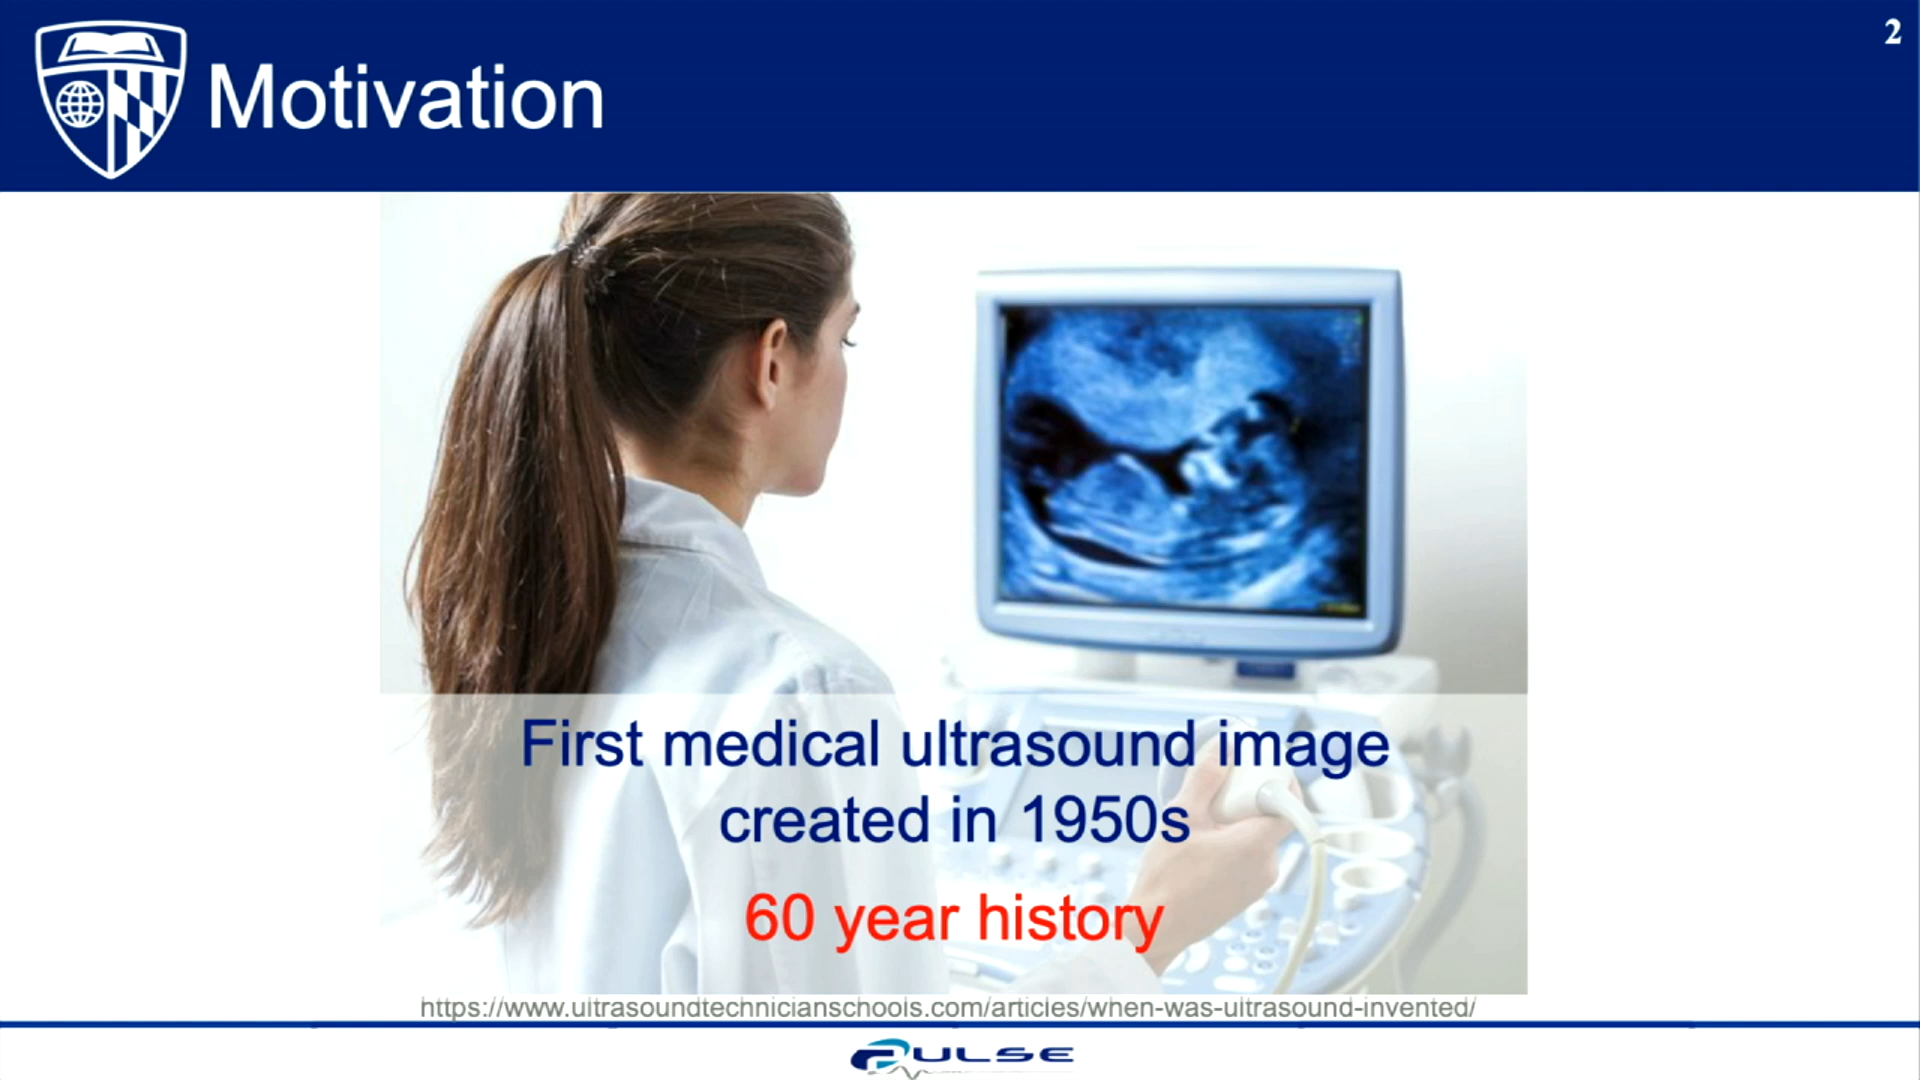 2
Motivation
First medical ultrasound image
created in 1950s
60 year history
https://www.ultrasoundtechnicianschools.com/articles/when-was-ultrasound-invented/
PULSE